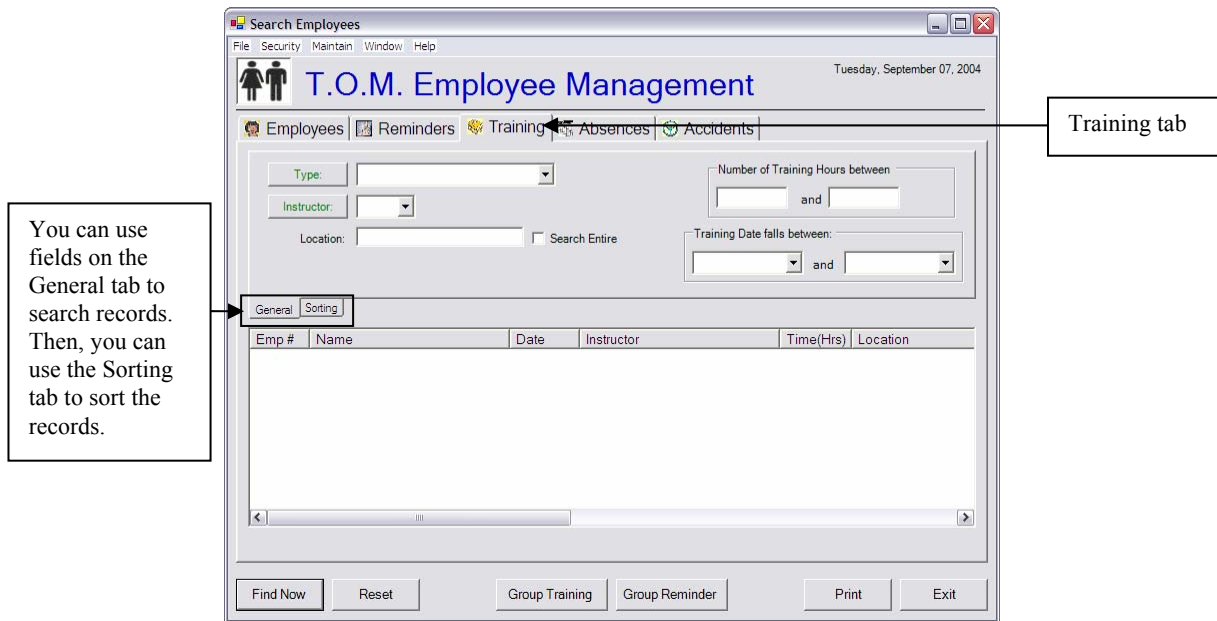 Search Employees
File Security Maintain Window Help
T.O.M. Employee Management
Tuesday, September 07, 2004
Employees Reminders Training Absences Accidents
Training tab
Type:
Instructor:
Location:
Search Entire
Number of Training Hours between
and
Training Date falls between:
and
You can use
fields on the
General tab to
search records.
Then, you can
use the Sorting
tab to sort the
records.
General Sorting
Emp # Name Date Instructor Time(Hrs) Location
Find Now Reset Group Training Group Reminder Print Exit